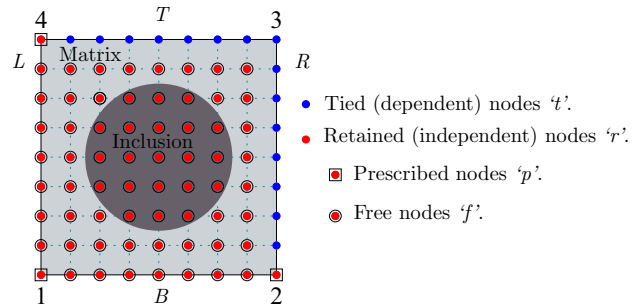 4
T
3
L
Matrix
R
Inclusion
1
B
2
Tied (dependent) nodes ‘t’.
Retained (independent) nodes ‘r’.
Prescribed nodes ‘p’.
Free nodes ‘f’.